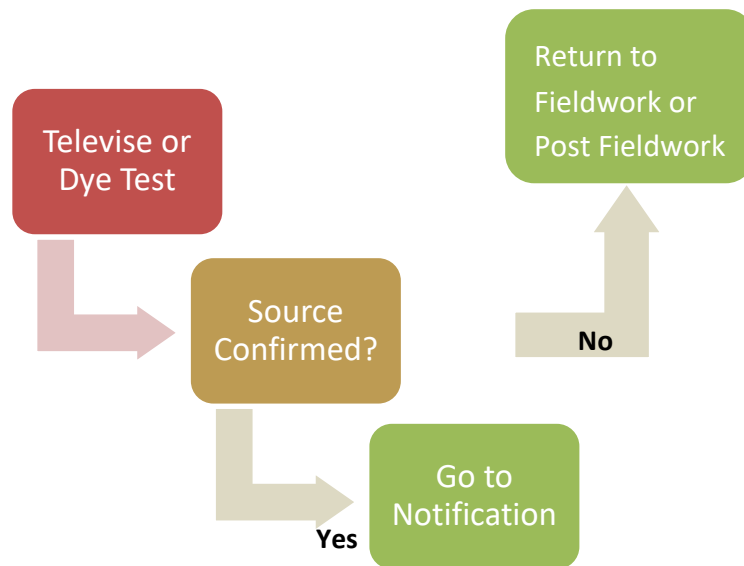 Televise or
Dye Test
Return to
Fieldwork or
Post Fieldwork
Source
Confirmed?
No
Yes
Go to
Notification